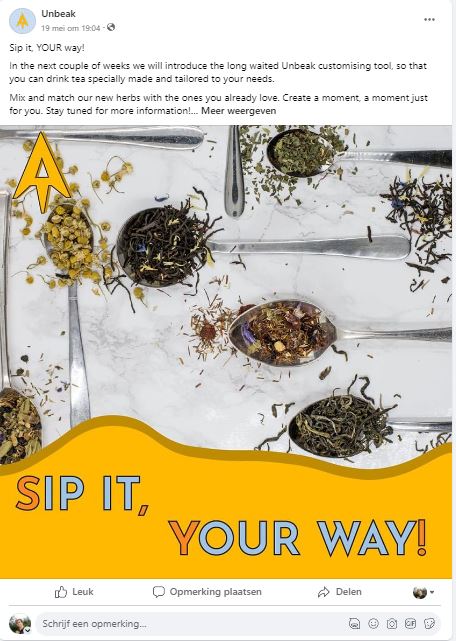 Unbeak
19 mei om 19:04 ·
Sip it, YOUR way!
In the next couple of weeks we will introduce the long waited Unbeak customising tool, so that
you can drink tea specially made and tailored to your needs.
Mix and match our new herbs with the ones you already love. Create a moment, a moment just
for you. Stay tuned for more information!... Meer weergeven
SIP IT,
YOUR WAY!
Leuk
Opmerking plaatsen
Delen
Schrijf een opmerking...
GIF